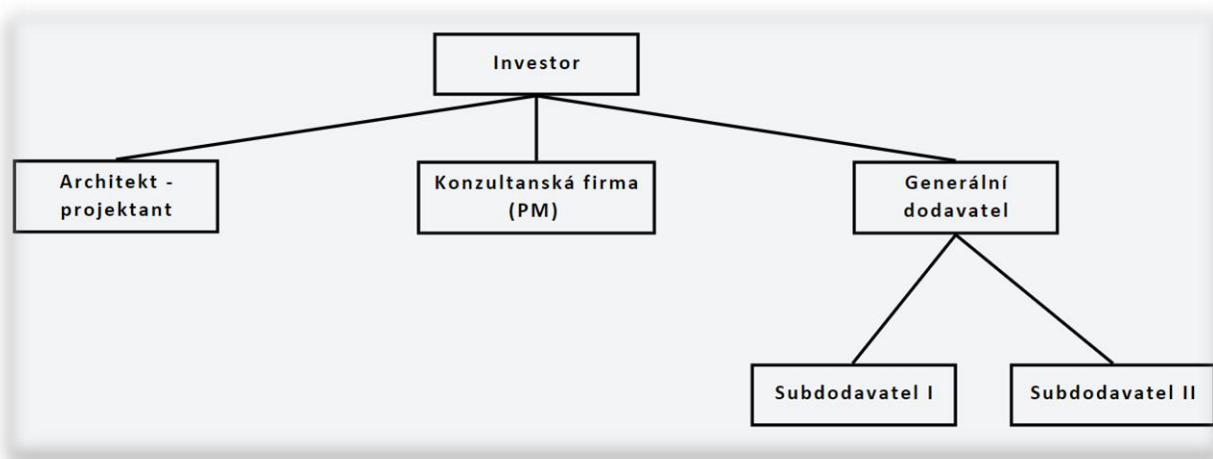 Investor
Architekt -
projektant
Konzultanská firma
(PM)
Generální
dodavatel
Subdodavatel I
Subdodavatel II